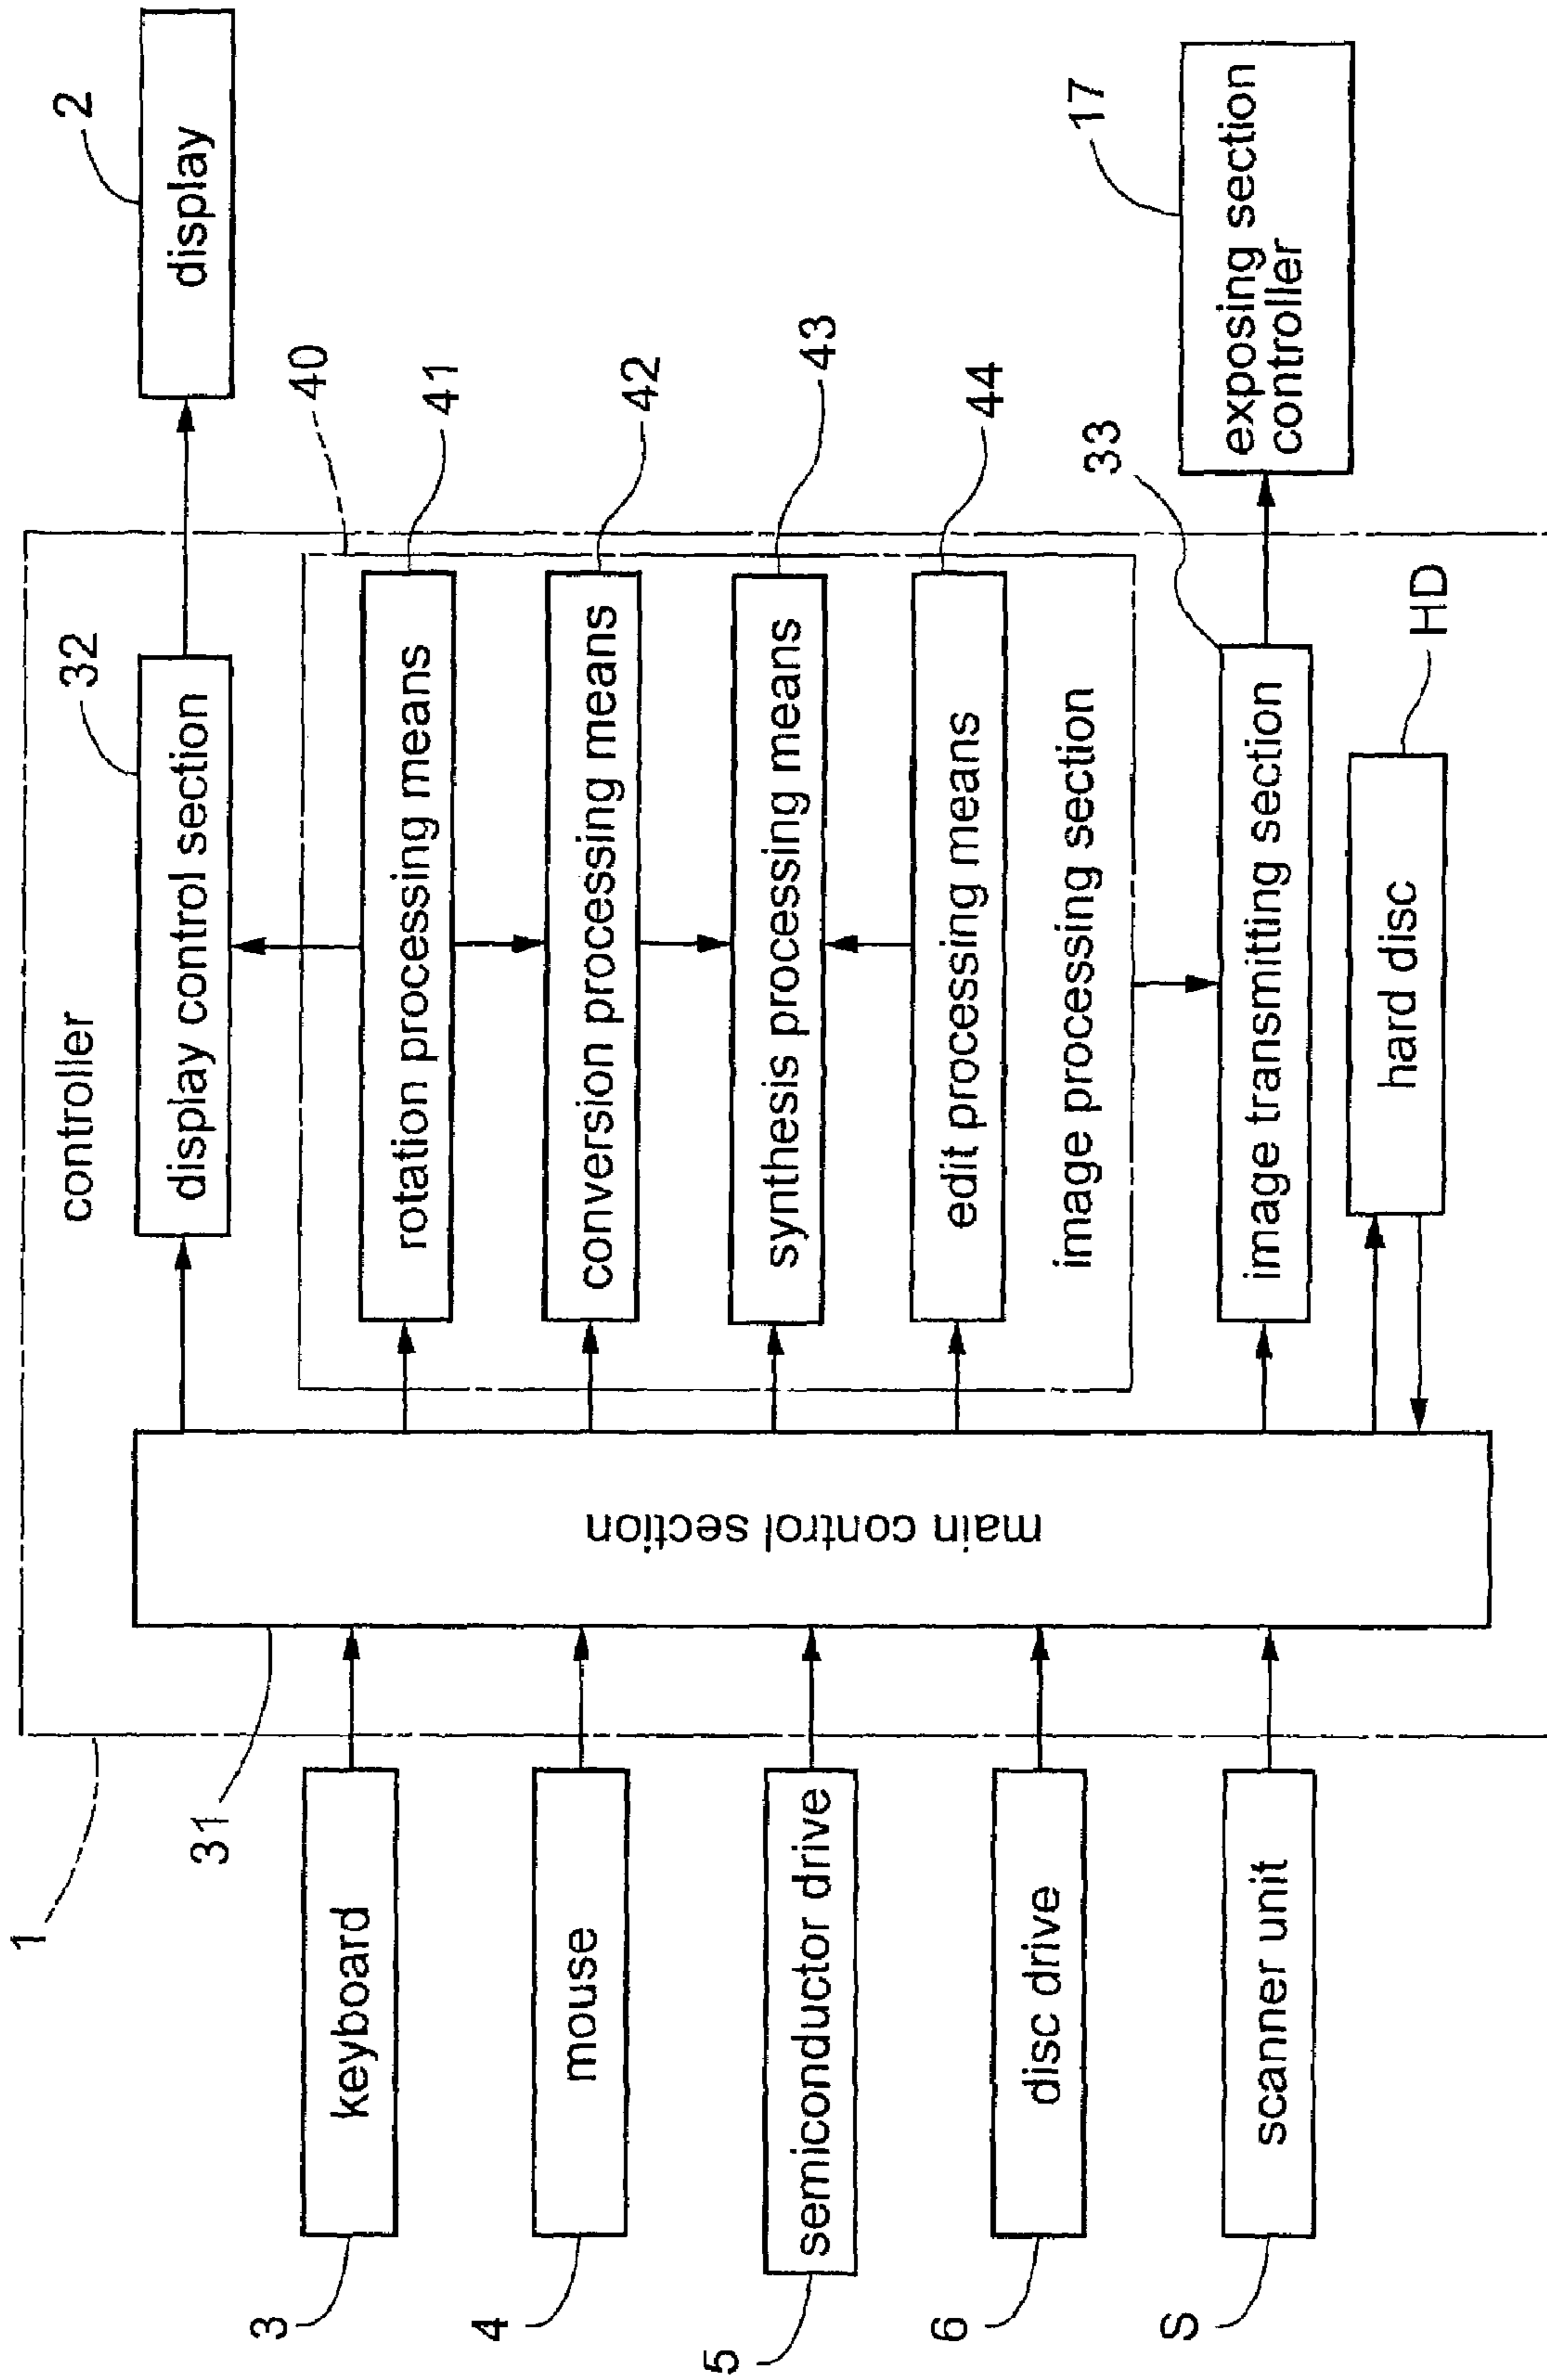 1
controller
31
main control section
3
keyboard
4
mouse
5
semiconductor drive
6
disc drive
S
scanner unit
32
display control section
2
display
40
rotation processing means
41
conversion processing means
42
synthesis processing means
43
edit processing means
44
image processing section
33
image transmitting section
17
exposing section
controller
hard disc
HD